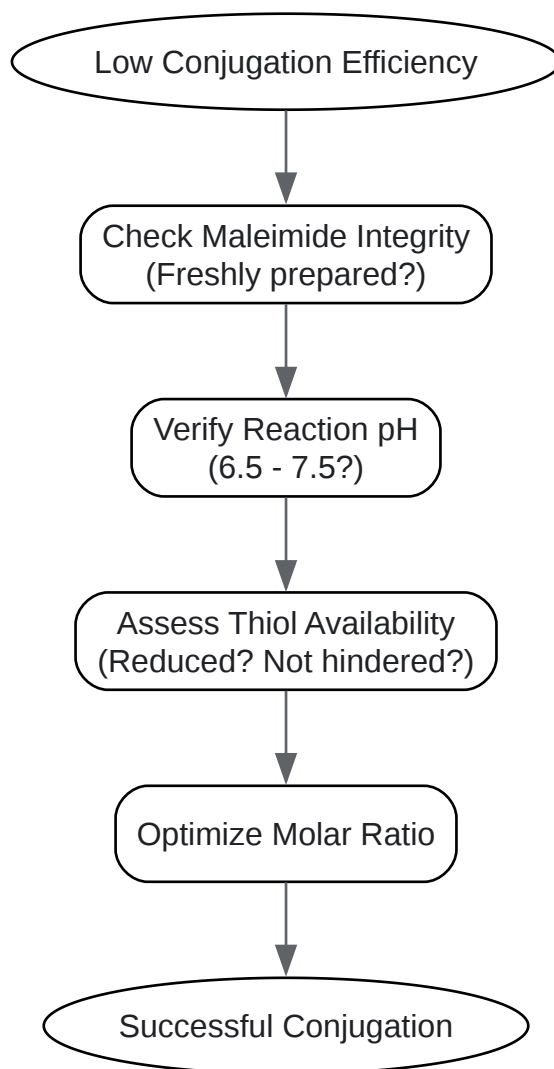 Low Conjugation Efficiency
Check Maleimide Integrity
(Freshly prepared?)
Verify Reaction pH
(6.5 - 7.5?)
Assess Thiol Availability
(Reduced? Not hindered?)
Optimize Molar Ratio
Successful Conjugation